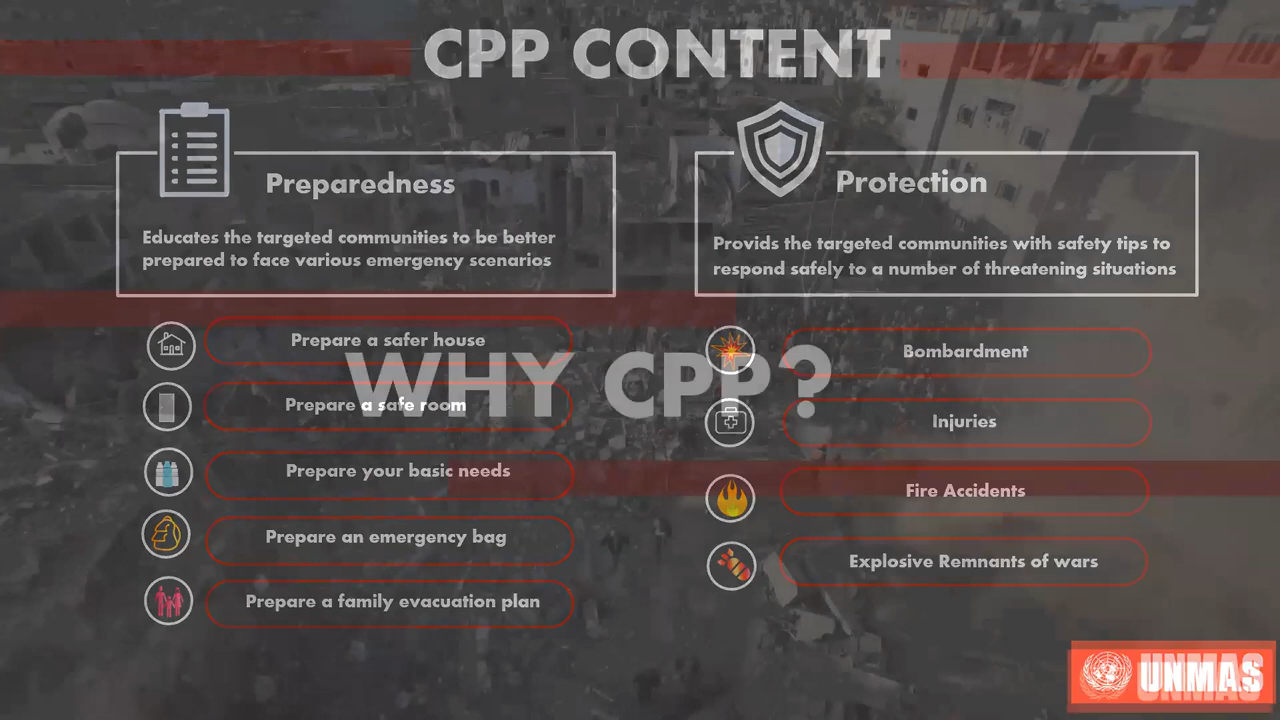 CPP CONTENT
Preparedness
Educates the targeted communities to be better
prepared to face various emergency scenarios
Prepare a safer house
Prepare a safe room
Prepare your basic needs
Prepare an emergency bag
Prepare a family evacuation plan
Protection
Provids the targeted communities with safety tips to
respond safely to a number of threatening situations
Bombardment
Injuries
Fire Accidents
Explosive Remnants of wars
WHY CPP?
UNMAS